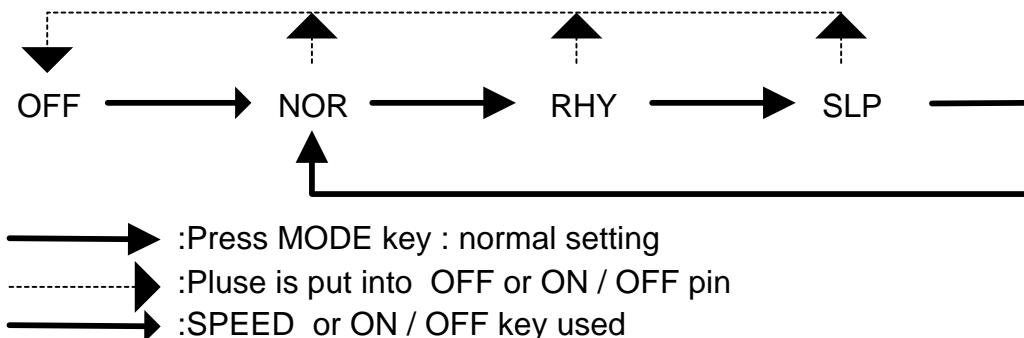 OFF NOR RHY SLP
:Press MODE key : normal setting
:Pluse is put into OFF or ON / OFF pin
:SPEED or ON / OFF key used